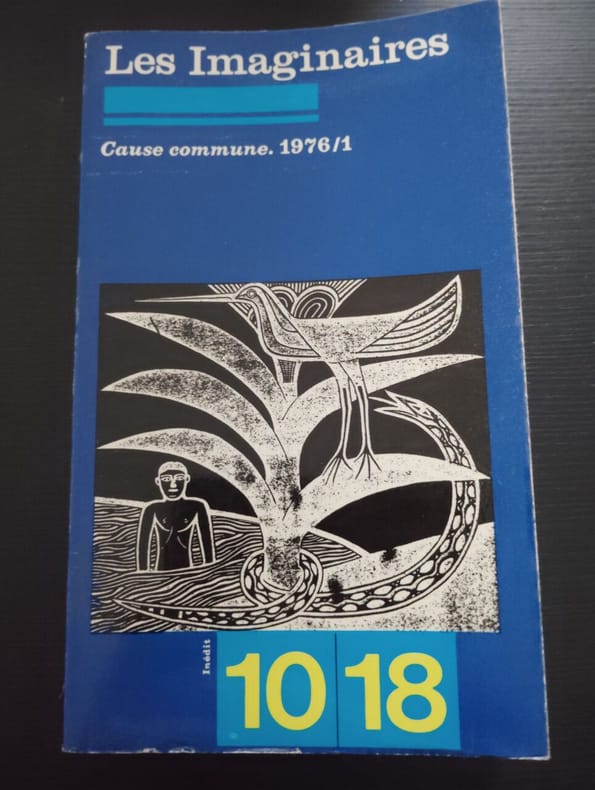 Les Imaginaires
Cause commune. 1976/1
Inédit
10 18